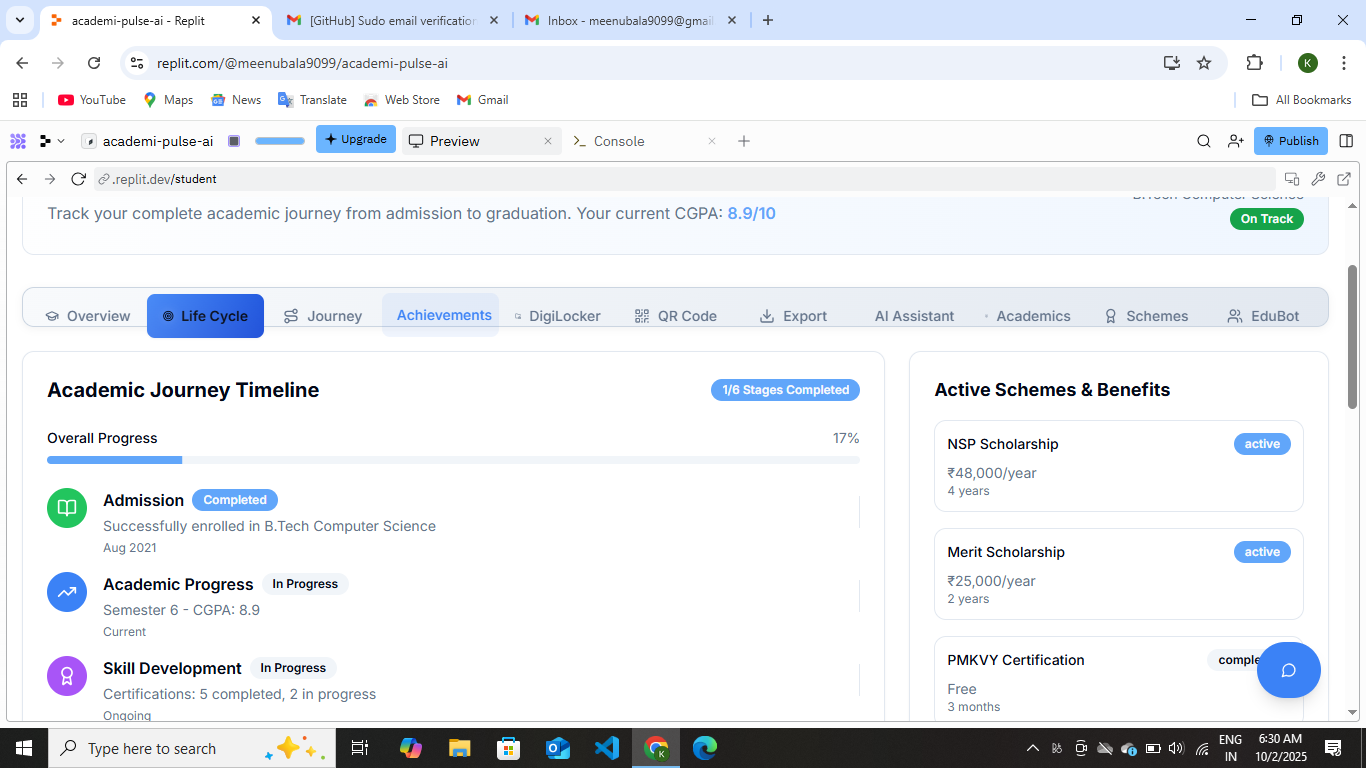 academi-pulse-ai - Replit
[GitHub] Sudo email verification
Inbox - meenubala9099@gmail
replit.com/@meenubala9099/academi-pulse-ai
K
YouTube
Maps
News
Translate
Web Store
Gmail
All Bookmarks
academi-pulse-ai
Upgrade
Preview
Console
Publish
.replit.dev/student
Track your complete academic journey from admission to graduation. Your current CGPA: 8.9/10
B.Tech Computer Science
On Track
Overview
Life Cycle
Journey
Achievements
DigiLocker
QR Code
Export
AI Assistant
Academics
Schemes
EduBot
Academic Journey Timeline
1/6 Stages Completed
Overall Progress
17%
Admission
Completed
Successfully enrolled in B.Tech Computer Science
Aug 2021
Academic Progress
In Progress
Semester 6 - CGPA: 8.9
Current
Skill Development
In Progress
Certifications: 5 completed, 2 in progress
Ongoing
Active Schemes & Benefits
NSP Scholarship
active
₹48,000/year
4 years
Merit Scholarship
active
₹25,000/year
2 years
PMKVY Certification
comple
Free
3 months
Type here to search
ENG
IN
6:30 AM
10/2/2025